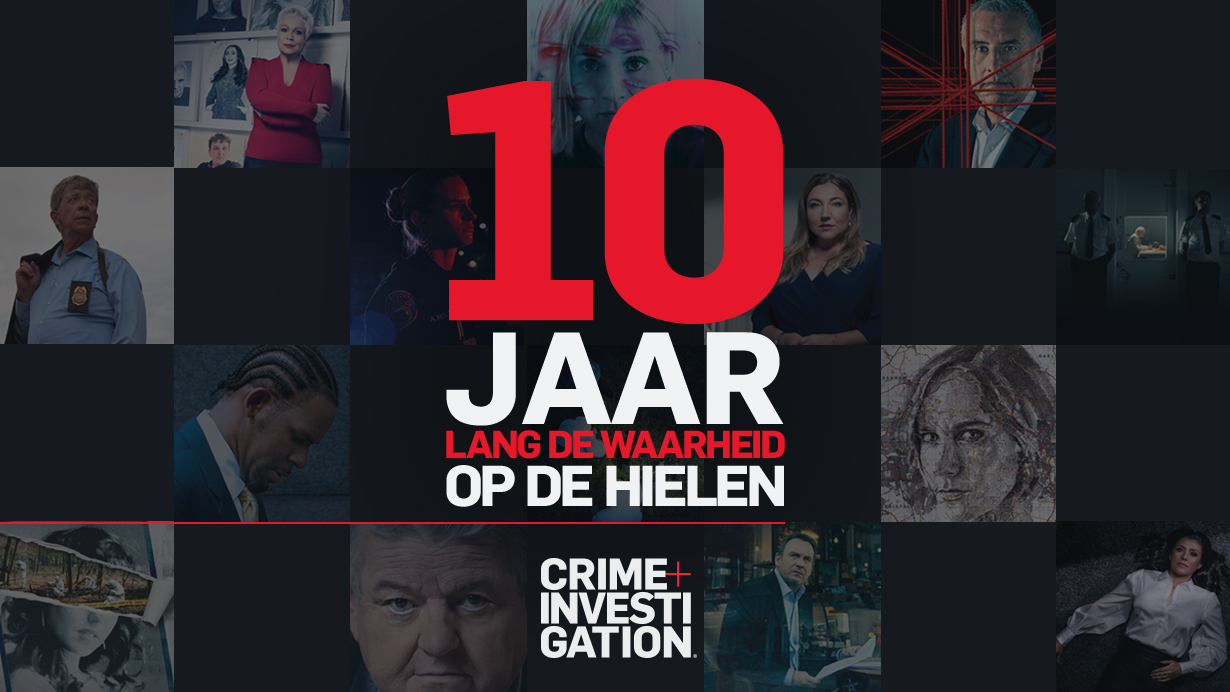 10
JAAR
LANG DE WAARHEID
OP DE HIELEN
CRIME+
INVESTI
GATION®